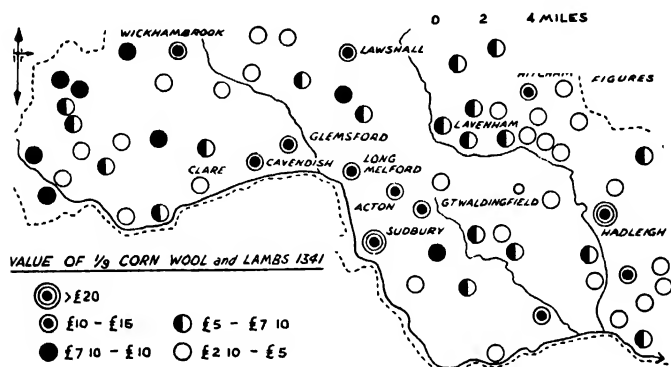 0 2 4 MILES
WICKHAMBROOK
LAWSHALL
HITCHAM
FIGURES
LAVENHAM
GLEMSFORD
LONG
MELFORD
CLARE
CAVENDISH
ACTON
GT WALDINGFIELD
SUDBURY
HADLEIGH
VALUE OF 1/9 CORN WOOL and LAMBS 1341
>£20
£10 – £15
£5 – £7 10
£7 10 – £10
£2 10 – £5